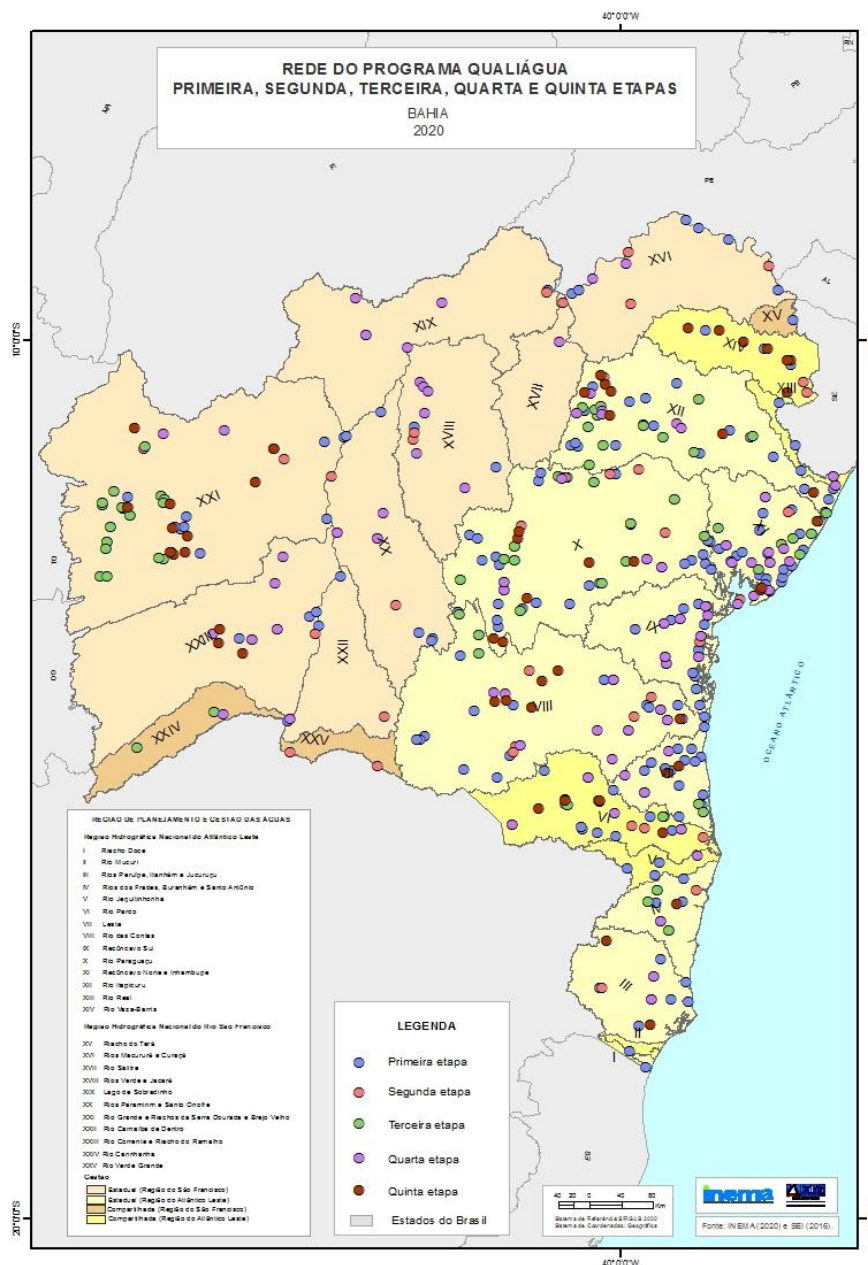 40°0'0"W
REDE DO PROGRAMA QUALIÁGUA
PRIMEIRA, SEGUNDA, TERCEIRA, QUARTA E QUINTA ETAPAS
BAHIA
2020
PE
XVI
XV
XIX
10°0'0"S
XIV
XIII
XVII
XII
XVIII
XXI
XX
X
XI
IX
XXIII
XXII
VIII
OCEANO ATLÂNTICO
XXIV
XXV
VII
VI
V
IV
III
II
I
REGIÃO DE PLANEJAMENTO E GESTÃO DAS ÁGUAS
Região Hidrográfica Nacional do Atlântico Leste
I Riacho Doce
II Rio Mucuri
III Rios Peruípe, Itanhém e Jucuruçu
IV Rios dos Frades, Buranhém e Santo Antônio
V Rio Jequitinhonha
VI Rio Pardo
VII Leste
VIII Rio das Contas
IX Recôncavo Sul
X Rio Paraguaçu
XI Recôncavo Norte e Inhambupe
XII Rio Itapicuru
XIII Rio Real
XIV Rio Vaza-Barris
Região Hidrográfica Nacional do Rio São Francisco
XV Riacho do Tará
XVI Rios Macururé e Curaçá
XVII Rio Salitre
XVIII Rios Verde e Jacaré
XIX Lago de Sobradinho
XX Rios Paramirim e Santo Onofre
XXI Rio Grande e Riachos da Serra Dourada e Brejo Velho
XXII Rio Carnaíba de Dentro
XXIII Rio Corrente e Riacho do Ramalho
XXIV Rio Carinhanha
XXV Rio Verde Grande
Gestão
Estadual (Região do São Francisco)
Estadual (Região do Atlântico Leste)
Compartilhada (Região do São Francisco)
Compartilhada (Região do Atlântico Leste)
LEGENDA
Primeira etapa
Segunda etapa
Terceira etapa
Quarta etapa
Quinta etapa
Estados do Brasil
40 20 0 40 80
Km
Sistema de Referência SIRGAS 2000
Sistema de Coordenadas: Geográfica
inema
Fonte: INEMA (2020) e SEI (2016).
20°0'0"S
40°0'0"W